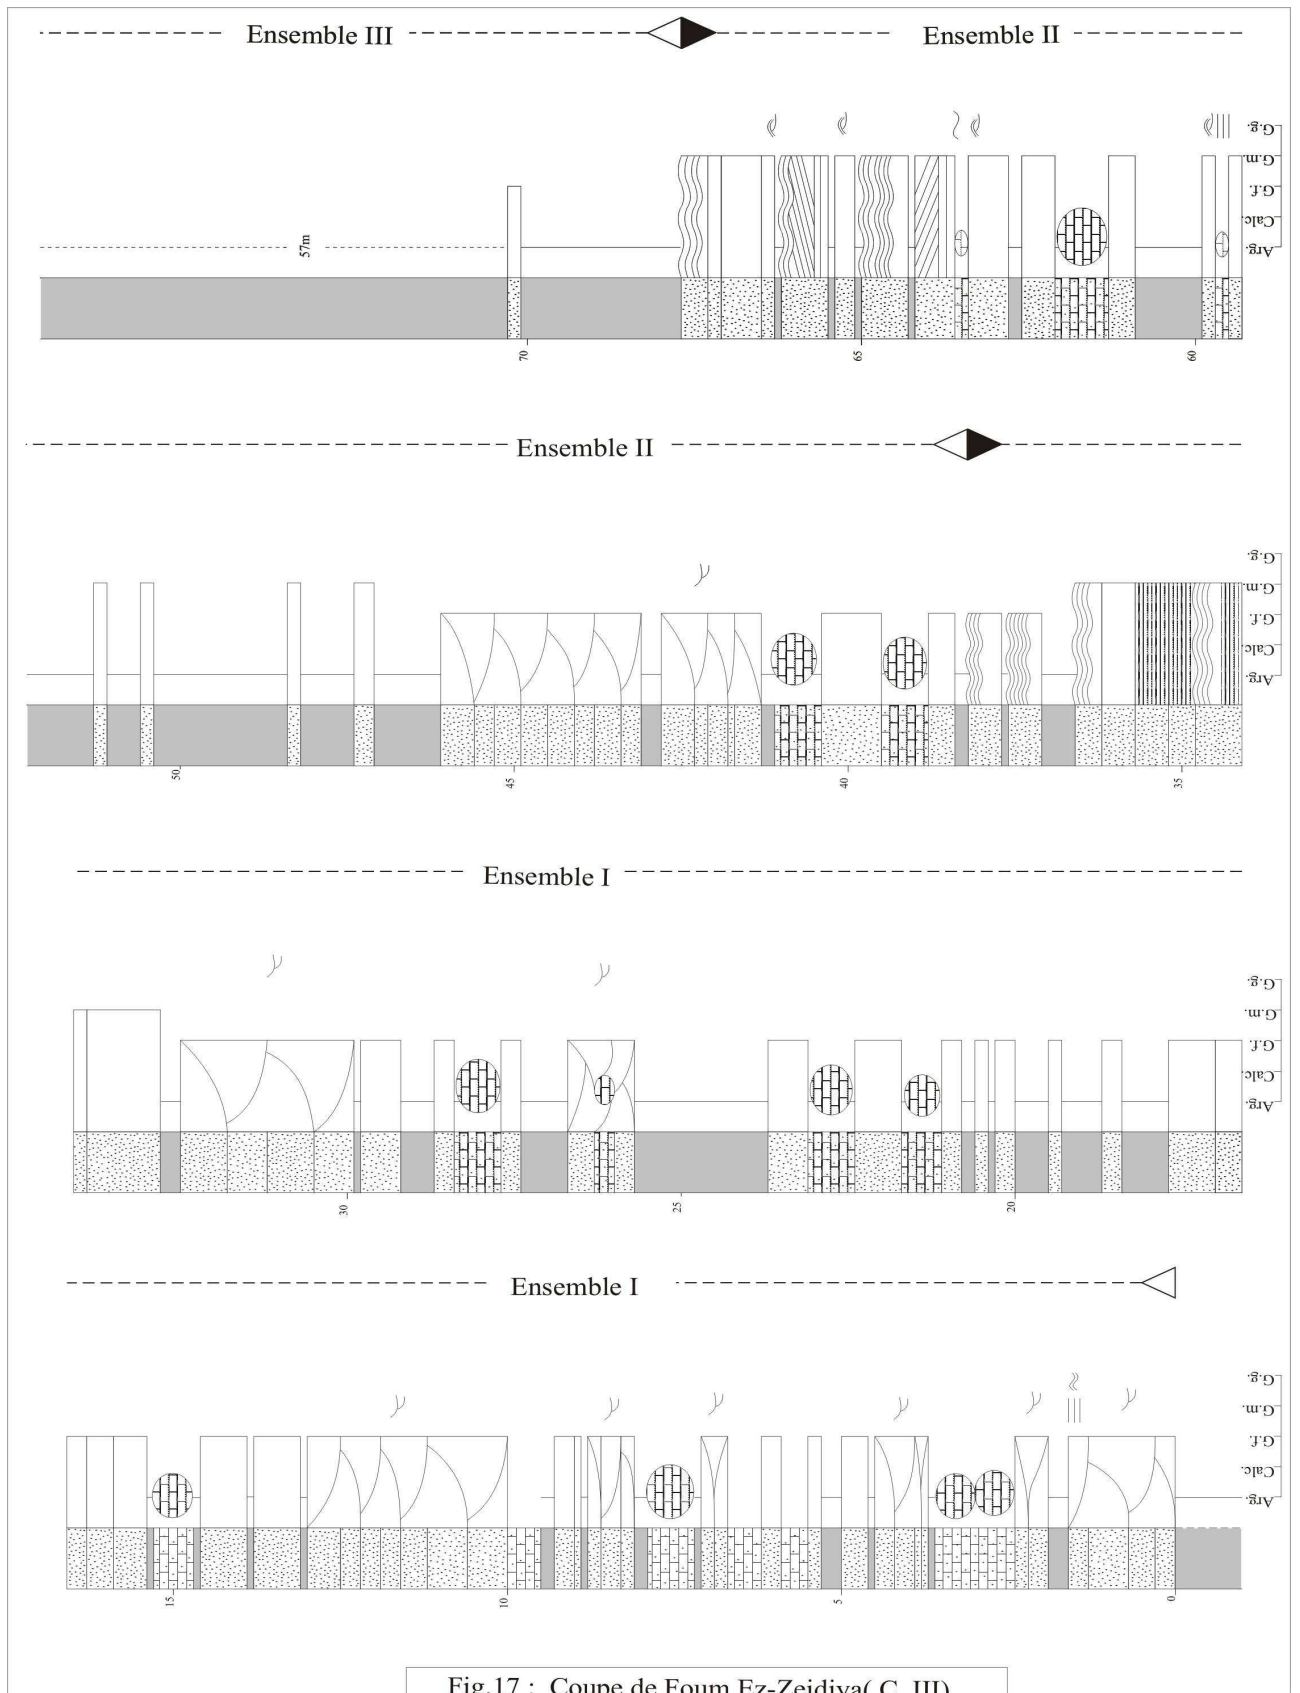 Ensemble III
Ensemble II
G.g.
G.m.
G.f.
Calc.
Arg.
57m
70
65
60
Ensemble II
G.g.
G.m.
G.f.
Calc.
Arg.
50
45
40
35
Ensemble I
G.g.
G.m.
G.f.
Calc.
Arg.
30
25
20
Ensemble I
G.g.
G.m.
G.f.
Calc.
Arg.
15
10
5
0
Fig.17 : Coupe de Foum Ez-Zeidiya( C. III)